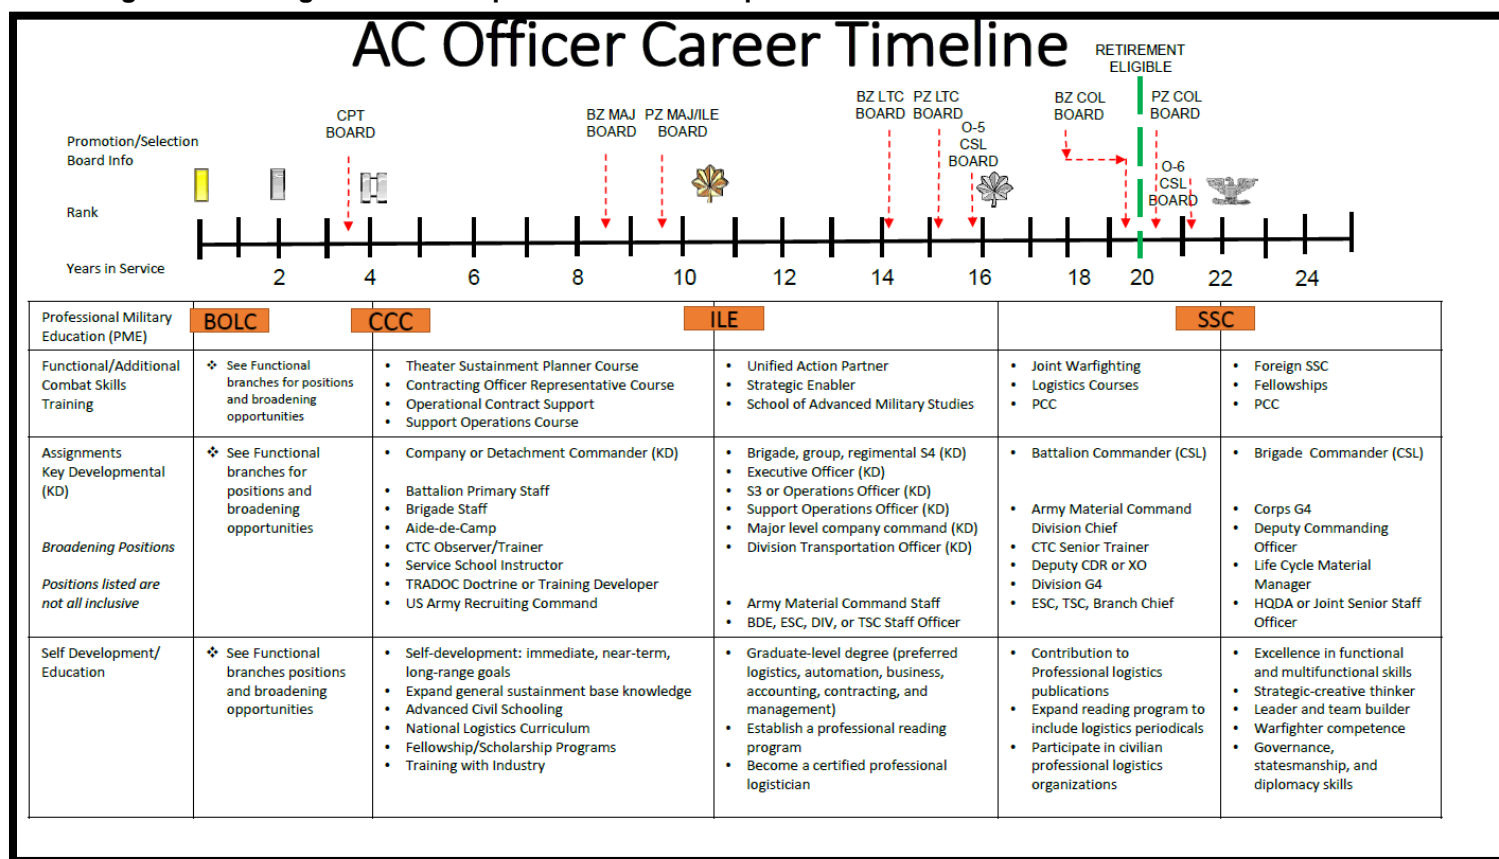 AC Officer Career Timeline
RETIREMENT
ELIGIBLE
CPT
BOARD
BZ MAJ
BOARD
PZ MAJ/ILE
BOARD
BZ LTC
BOARD
PZ LTC
BOARD
O-5
CSL
BOARD
BZ COL
BOARD
PZ COL
BOARD
O-6
CSL
BOARD
Promotion/Selection
Board Info
Rank
Years in Service
2 4 6 8 10 12 14 16 18 20 22 24
Professional Military
Education (PME)
BOLC
CCC
ILE
SSC
Functional/Additional
Combat Skills
Training
❖ See Functional
branches for positions
and broadening
opportunities
• Theater Sustainment Planner Course
• Contracting Officer Representative Course
• Operational Contract Support
• Support Operations Course
• Unified Action Partner
• Strategic Enabler
• School of Advanced Military Studies
• Joint Warfighting
• Logistics Courses
• PCC
• Foreign SSC
• Fellowships
• PCC
Assignments
Key Developmental
(KD)
Broadening Positions
Positions listed are
not all inclusive
❖ See Functional
branches for
positions and
broadening
opportunities
• Company or Detachment Commander (KD)
• Battalion Primary Staff
• Brigade Staff
• Aide-de-Camp
• CTC Observer/Trainer
• Service School Instructor
• TRADOC Doctrine or Training Developer
• US Army Recruiting Command
• Brigade, group, regimental S4 (KD)
• Executive Officer (KD)
• S3 or Operations Officer (KD)
• Support Operations Officer (KD)
• Major level company command (KD)
• Division Transportation Officer (KD)
• Army Material Command Staff
• BDE, ESC, DIV, or TSC Staff Officer
• Battalion Commander (CSL)
• Army Material Command
Division Chief
• CTC Senior Trainer
• Deputy CDR or XO
• Division G4
• ESC, TSC, Branch Chief
• Brigade Commander (CSL)
• Corps G4
• Deputy Commanding
Officer
• Life Cycle Material
Manager
• HQDA or Joint Senior Staff
Officer
Self Development/
Education
❖ See Functional
branches positions
and broadening
opportunities
• Self-development: immediate, near-term,
long-range goals
• Expand general sustainment base knowledge
• Advanced Civil Schooling
• National Logistics Curriculum
• Fellowship/Scholarship Programs
• Training with Industry
• Graduate-level degree (preferred
logistics, automation, business,
accounting, contracting, and
management)
• Establish a professional reading
program
• Become a certified professional
logistician
• Contribution to
Professional logistics
publications
• Expand reading program to
include logistics periodicals
• Participate in civilian
professional logistics
organizations
• Excellence in functional
and multifunctional skills
• Strategic-creative thinker
• Leader and team builder
• Warfighter competence
• Governance,
statesmanship, and
diplomacy skills